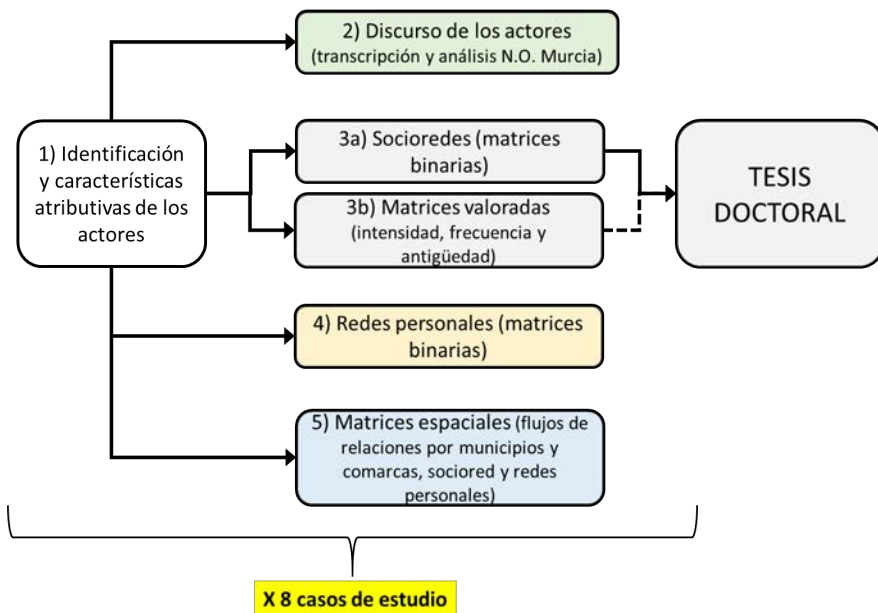 2) Discurso de los actores
(transcripción y análisis N.O. Murcia)
1) Identificación
y características
atributivas de los
actores
3a) Socioredes (matrices
binarias)
3b) Matrices valoradas
(intensidad, frecuencia y
antigüedad)
TESIS
DOCTORAL
4) Redes personales (matrices
binarias)
5) Matrices espaciales (flujos de
relaciones por municipios y
comarcas, sociored y redes
personales)
X 8 casos de estudio